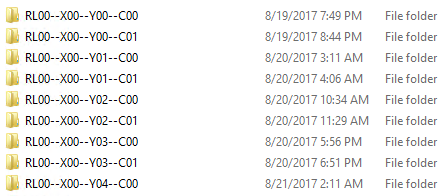 RL00--X00--Y00--C00 8/19/2017 7:49 PM File folder
RL00--X00--Y00--C01 8/19/2017 8:44 PM File folder
RL00--X00--Y01--C00 8/20/2017 3:11 AM File folder
RL00--X00--Y01--C01 8/20/2017 4:06 AM File folder
RL00--X00--Y02--C00 8/20/2017 10:34 AM File folder
RL00--X00--Y02--C01 8/20/2017 11:29 AM File folder
RL00--X00--Y03--C00 8/20/2017 5:56 PM File folder
RL00--X00--Y03--C01 8/20/2017 6:51 PM File folder
RL00--X00--Y04--C00 8/21/2017 2:11 AM File folder